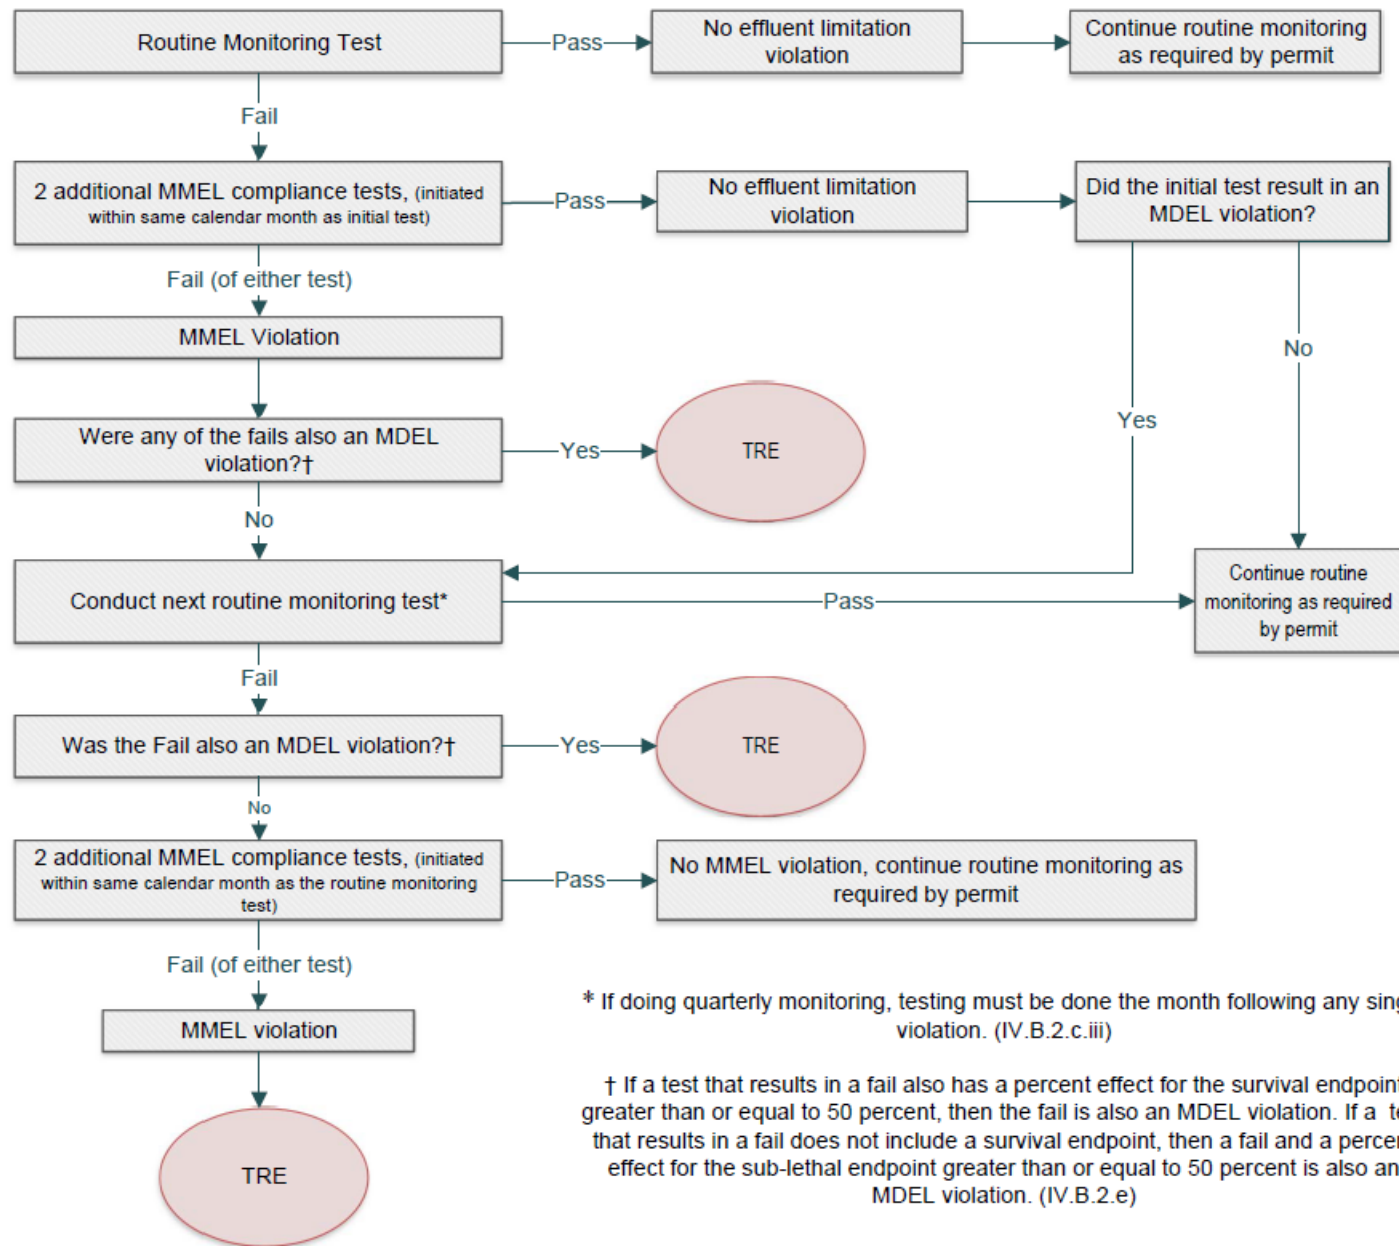 Routine Monitoring Test
Pass
No effluent limitation
violation
Continue routine monitoring
as required by permit
Fail
2 additional MMEL compliance tests, (initiated
within same calendar month as initial test)
Pass
No effluent limitation
violation
Did the initial test result in an
MDEL violation?
Fail (of either test)
MMEL Violation
No
Yes
Were any of the fails also an MDEL
violation?†
Yes
TRE
No
Conduct next routine monitoring test*
Pass
Continue routine
monitoring as required
by permit
Fail
Was the Fail also an MDEL violation?†
Yes
TRE
No
2 additional MMEL compliance tests, (initiated
within same calendar month as the routine monitoring
test)
Pass
No MMEL violation, continue routine monitoring as
required by permit
Fail (of either test)
MMEL violation
TRE
* If doing quarterly monitoring, testing must be done the month following any
violation. (IV.B.2.c.iii)
† If a test that results in a fail also has a percent effect for the survival endpoint
greater than or equal to 50 percent, then the fail is also an MDEL violation. If a
that results in a fail does not include a survival endpoint, then a fail and a
effect for the sub-lethal endpoint greater than or equal to 50 percent is also an
MDEL violation. (IV.B.2.e)